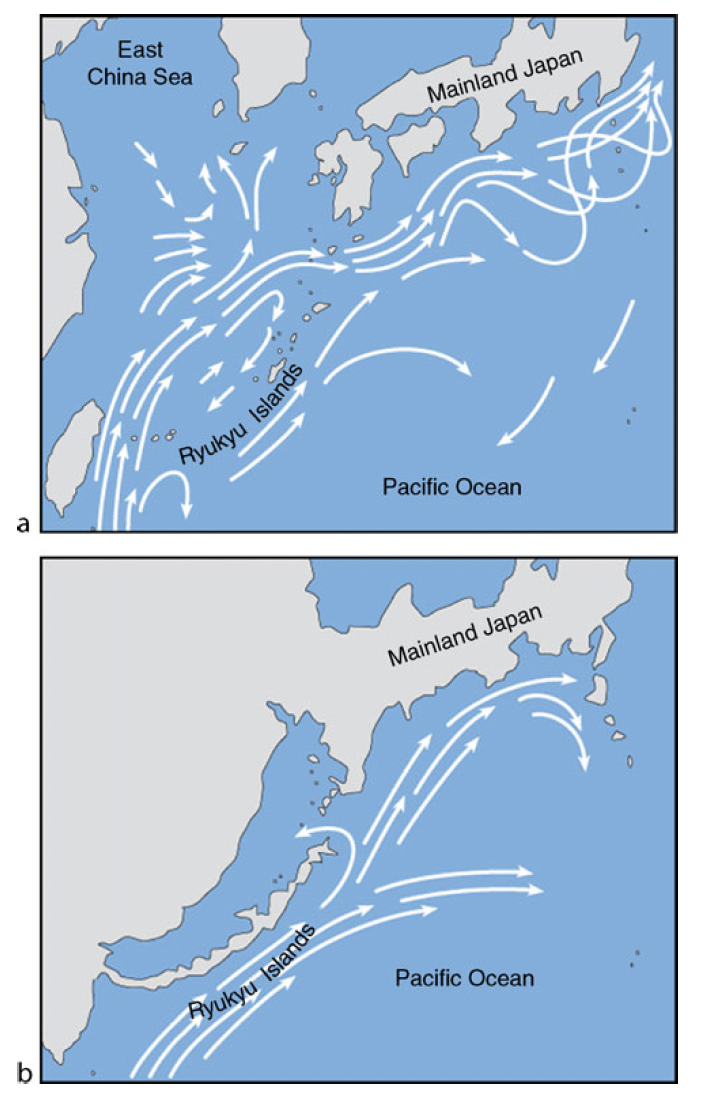 East
China Sea
Mainland Japan
Ryukyu Islands
Pacific Ocean
a
Mainland Japan
Ryukyu Islands
Pacific Ocean
b